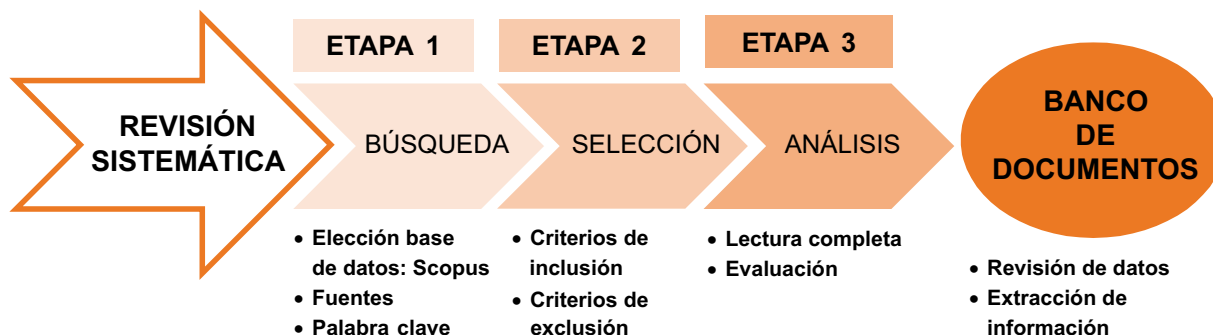 REVISIÓN
SISTEMÁTICA
ETAPA 1
BÚSQUEDA
• Elección base
de datos: Scopus
• Fuentes
• Palabra clave
ETAPA 2
SELECCIÓN
• Criterios de
inclusión
• Criterios de
exclusión
ETAPA 3
ANÁLISIS
• Lectura completa
• Evaluación
BANCO
DE
DOCUMENTOS
• Revisión de datos
• Extracción de
información